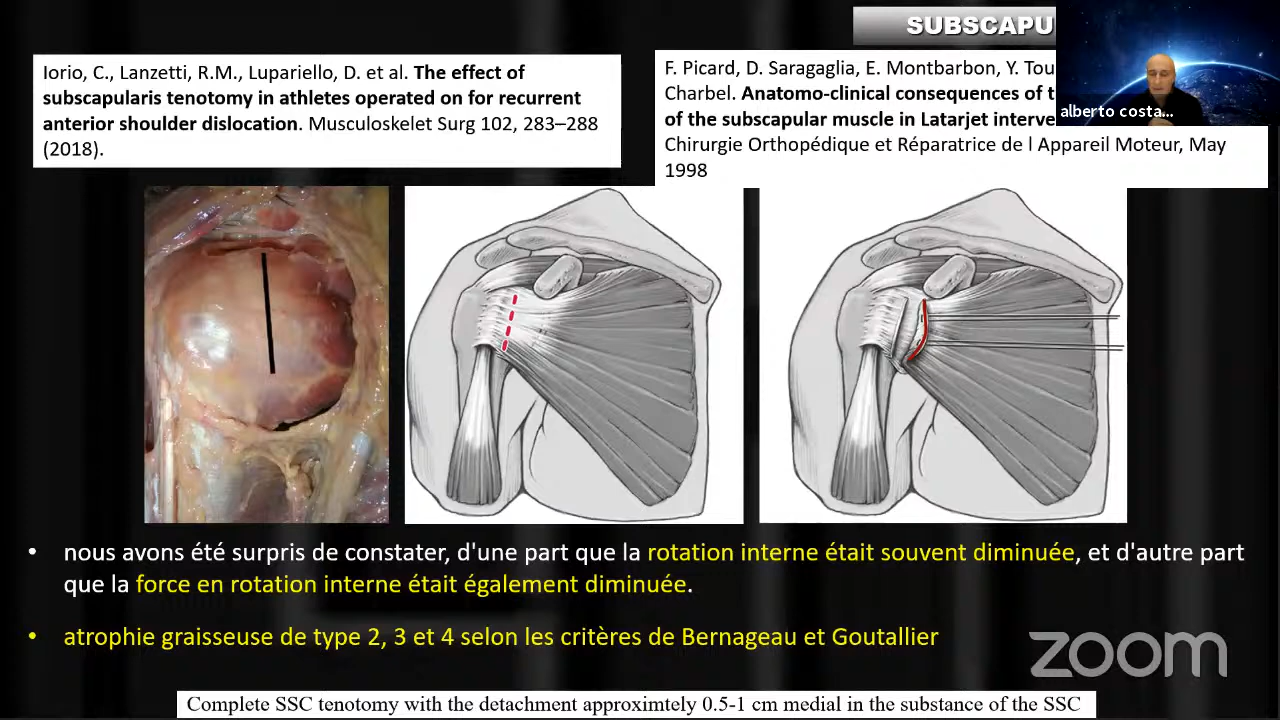 SUBSCAPU
Iorio, C., Lanzetti, R.M., Lupariello, D. et al. The effect of
subscapularis tenotomy in athletes operated on for recurrent
anterior shoulder dislocation. Musculoskelet Surg 102, 283–288
(2018).
F. Picard, D. Saragaglia, E. Montbarbon, Y. Tou
Charbel. Anatomo-clinical consequences of t
of the subscapular muscle in Latarjet interve
Chirurgie Orthopédique et Réparatrice de l Appareil Moteur, May
1998
alberto costa...
• nous avons été surpris de constater, d'une part que la rotation interne était souvent diminuée, et d'autre part
que la force en rotation interne était également diminuée.
• atrophie graisseuse de type 2, 3 et 4 selon les critères de Bernageau et Goutallier
zoom
Complete SSC tenotomy with the detachment approximtely 0.5-1 cm medial in the substance of the SSC